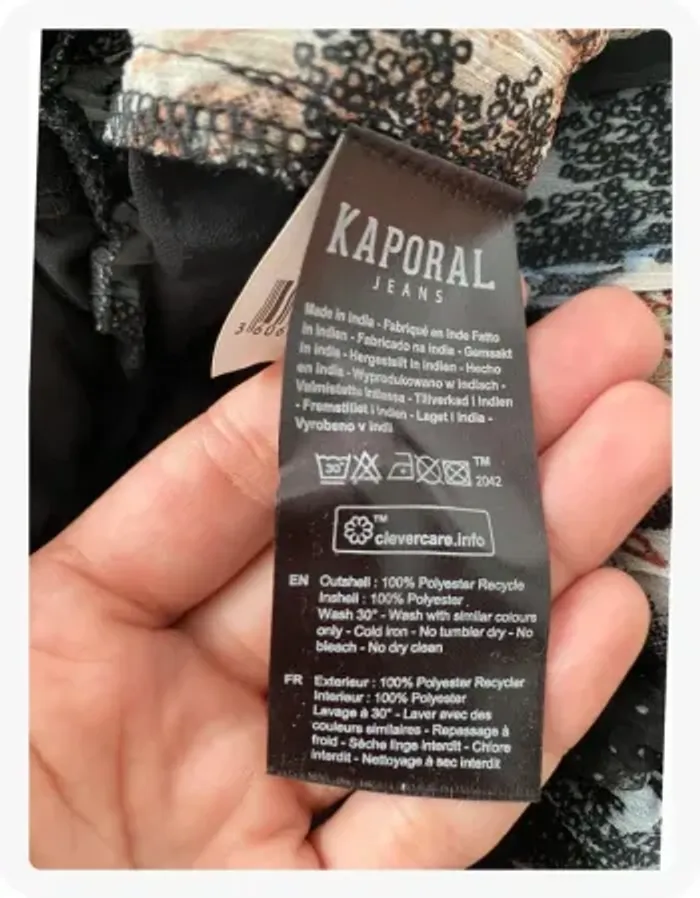 KAPORAL
JEANS
3 606
Made in India - Fabriqué en Inde Fatto
in Indien - Fabricado na India - Gemaakt
in India - Hergestellt in Indien - Hecho
en India - Wyprodukowano w Indiach -
Valmistettu Intiassa - Tillverkad i Indien
- Fremstillet i Indien - Laget i India -
Vyrobeno v Indii
30° TM
2042
TM
clevercare.info
EN Outshell : 100% Polyester Recycle
Inshell : 100% Polyester
Wash 30° - Wash with similar colours
only - Cold iron - No tumbler dry - No
bleach - No dry clean
FR Exterieur : 100% Polyester Recycler
Interieur : 100% Polyester
Lavage à 30° - Laver avec des
couleurs similaires - Repassage à
froid - Sèche linge interdit - Chlore
interdit - Nettoyage à sec interdit